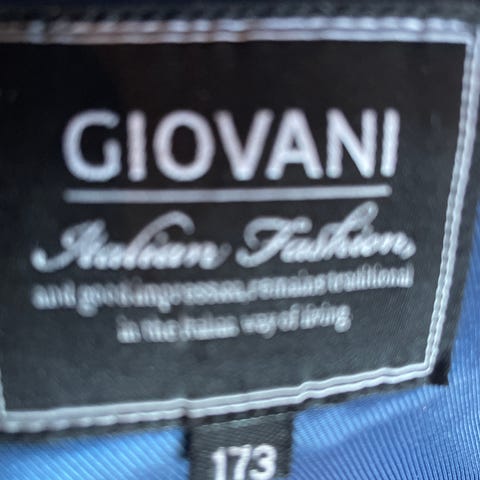 GIOVANI
Italian Fashion,
and good impresses, remains traditional
in the Italian way of living
173